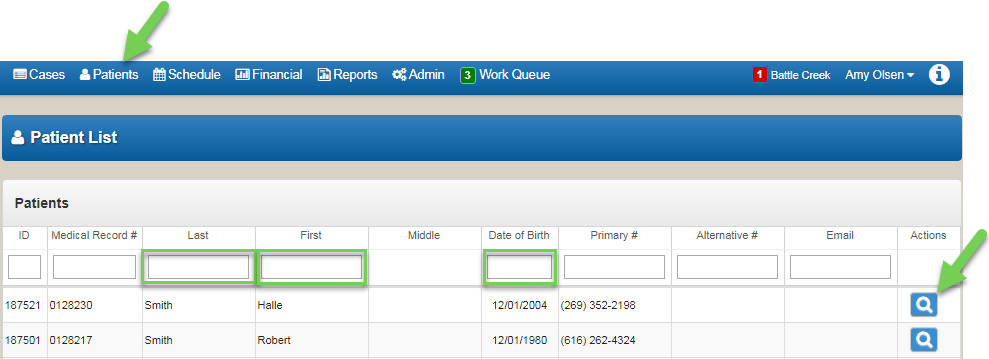 Cases Patients Schedule Financial Reports Admin 3 Work Queue 1 Battle Creek Amy Olsen
Patient List
Patients
ID Medical Record # Last First Middle Date of Birth Primary # Alternative # Email Actions
187521 0128230 Smith Halle 12/01/2004 (269) 352-2198
187501 0128217 Smith Robert 12/01/1980 (616) 262-4324